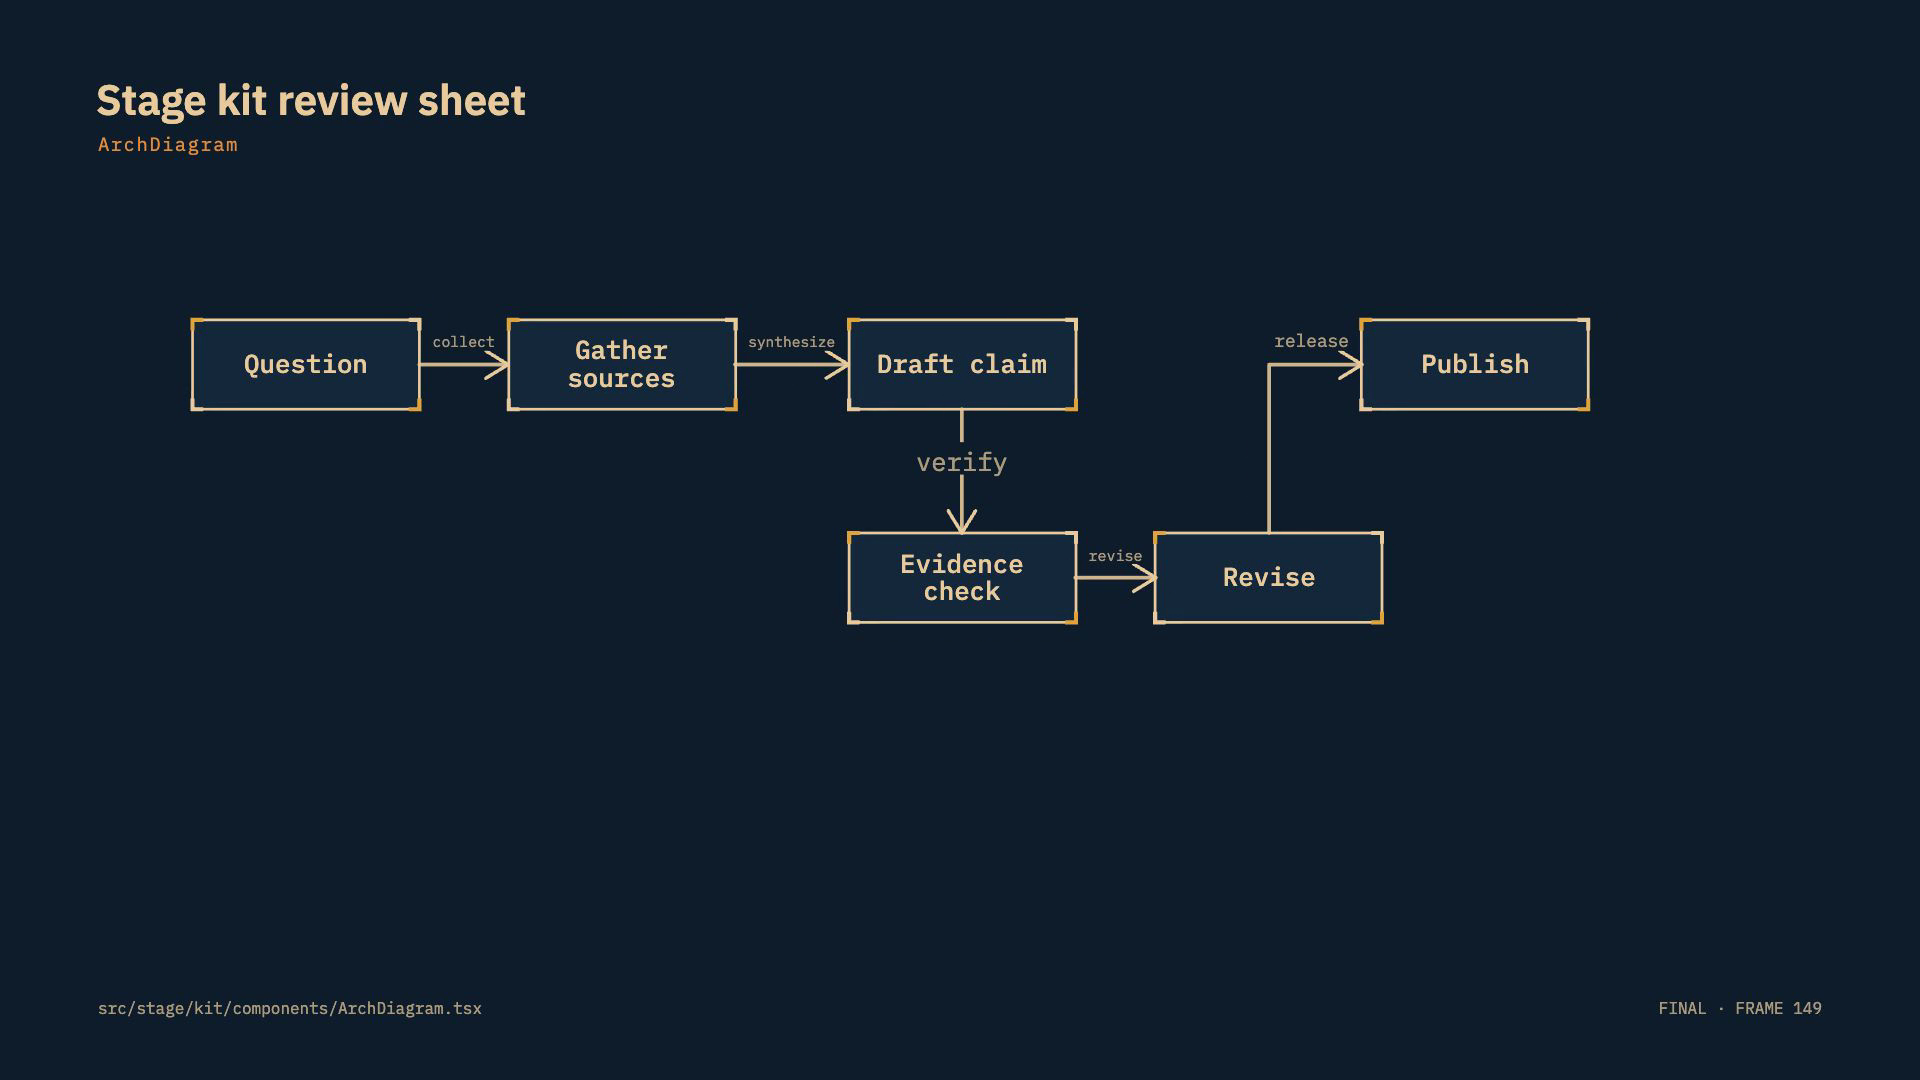 Stage kit review sheet
ArchDiagram
Question
collect
Gather
sources
synthesize
Draft claim
release
Publish
verify
Evidence
check
revise
Revise
src/stage/kit/components/ArchDiagram.tsx
FINAL · FRAME 149